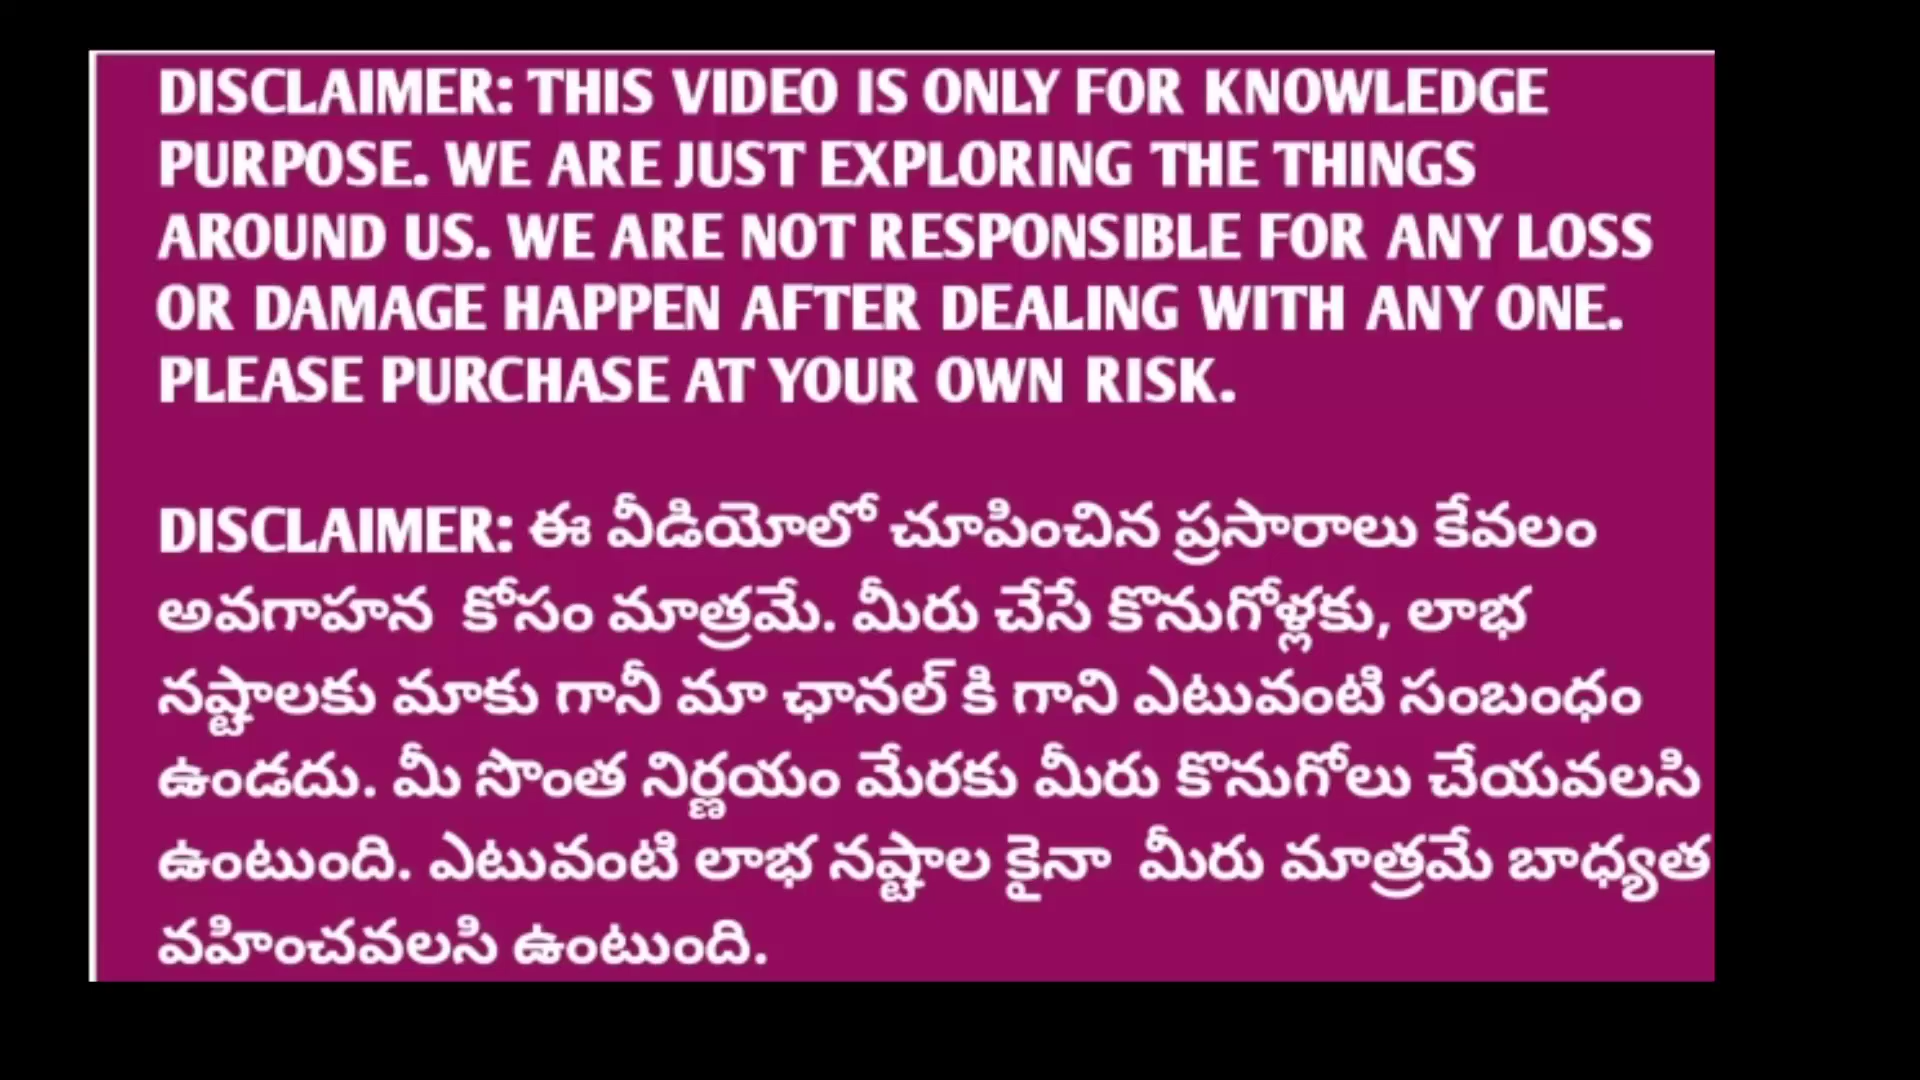 DISCLAIMER: THIS VIDEO IS ONLY FOR KNOWLEDGE
PURPOSE. WE ARE JUST EXPLORING THE THINGS
AROUND US. WE ARE NOT RESPONSIBLE FOR ANY LOSS
OR DAMAGE HAPPEN AFTER DEALING WITH ANY ONE.
PLEASE PURCHASE AT YOUR OWN RISK.
DISCLAIMER: ఈ వీడియోలో చూపించిన ప్రసారాలు కేవలం
అవగాహన కోసం మాత్రమే. మీరు చేసే కొనుగోళ్లకు, లాభ
నష్టాలకు మాకు గానీ మా ఛానల్ కి గాని ఎటువంటి సంబంధం
ఉండదు. మీ సొంత నిర్ణయం మేరకు మీరు కొనుగోలు చేయవలసి
ఉంటుంది. ఎటువంటి లాభ నష్టాల కైనా మీరు మాత్రమే బాధ్యత
వహించవలసి ఉంటుంది.